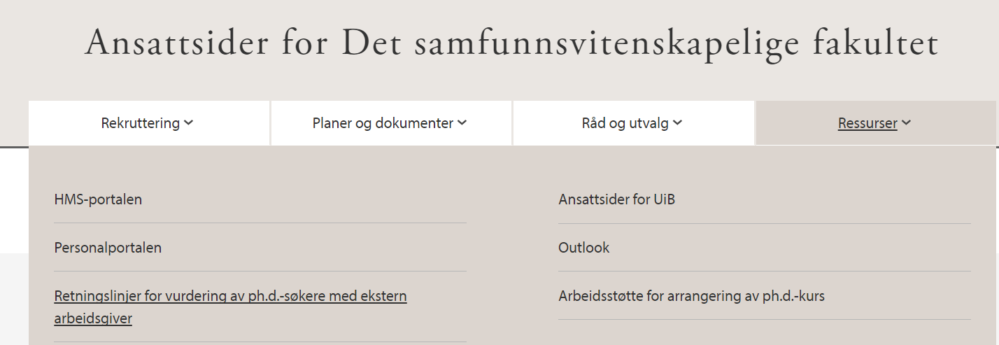 Ansattsider for Det samfunnsvitenskapelige fakultet
Rekruttering
Planer og dokumenter
Råd og utvalg
Ressurser
HMS-portalen
Ansattsider for UiB
Personalportalen
Outlook
Retningslinjer for vurdering av ph.d.-søkere med ekstern
arbeidsgiver
Arbeidsstøtte for arrangering av ph.d.-kurs